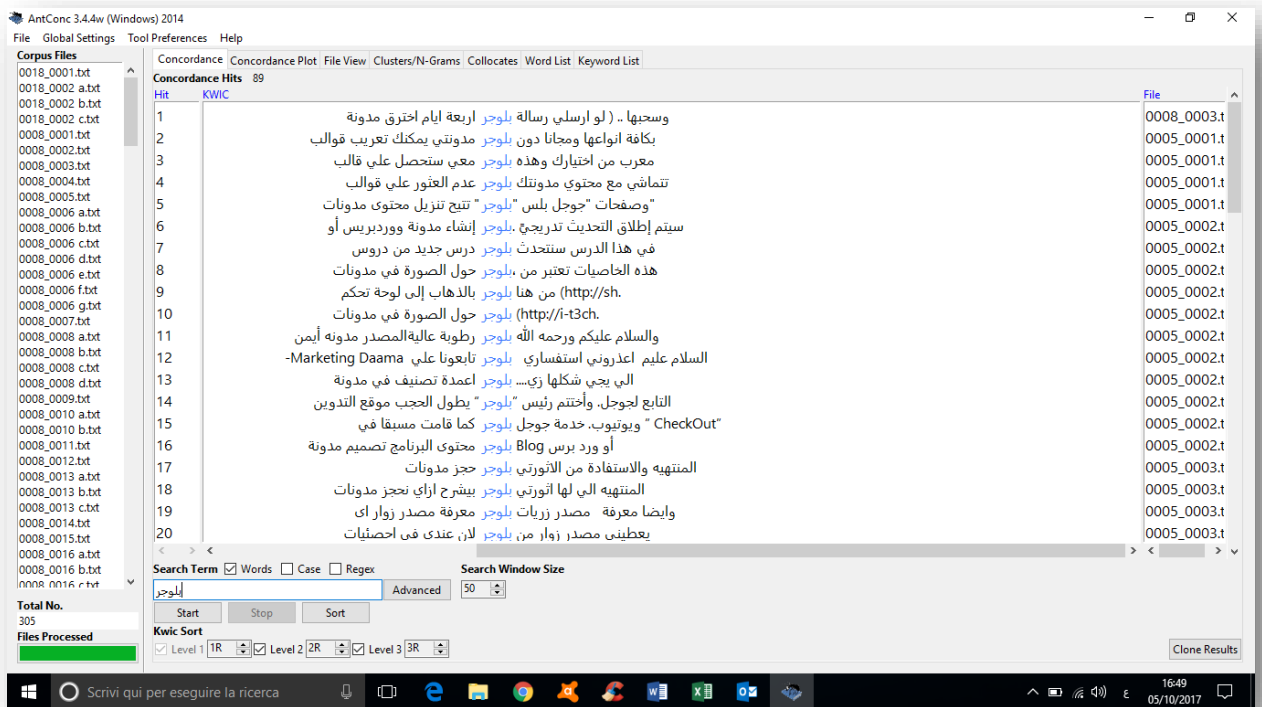 AntConc 3.4.4w (Windows) 2014
File Global Settings Tool Preferences Help
Corpus Files
0018_0001.txt
0018_0002 a.txt
0018_0002 b.txt
0018_0002 c.txt
0008_0001.txt
0008_0002.txt
0008_0003.txt
0008_0004.txt
0008_0005.txt
0008_0006 a.txt
0008_0006 b.txt
0008_0006 c.txt
0008_0006 d.txt
0008_0006 e.txt
0008_0006 f.txt
0008_0006 g.txt
0008_0007.txt
0008_0008 a.txt
0008_0008 b.txt
0008_0008 c.txt
0008_0008 d.txt
0008_0009.txt
0008_0010 a.txt
0008_0010 b.txt
0008_0011.txt
0008_0012.txt
0008_0013 a.txt
0008_0013 b.txt
0008_0013 c.txt
0008_0014.txt
0008_0015.txt
0008_0016 a.txt
0008_0016 b.txt
0008_0016 c.txt
Total No.
305
Files Processed
Concordance Concordance Plot File View Clusters/N-Grams Collocates Word List Keyword List
Concordance Hits 89
Hit KWIC File
1 وسحبها .. ( لو ارسلي رسالة بلوجر اربعة ايام اخترق مدونة 0008_0003.t
2 بكافة انواعها ومجانا دون بلوجر مدونتي يمكنك تعريب قوالب 0005_0001.t
3 معرب من اختيارك وهذه بلوجر معي ستحصل علي قالب 0005_0001.t
4 تتماشي مع محتوي مدونتك بلوجر عدم العثور علي قوالب 0005_0001.t
5 "وصفحات "جوجل بلس "بلوجر" تتيح تنزيل محتوى مدونات 0005_0001.t
6 سيتم إطلاق التحديث تدريجيً .بلوجر إنشاء مدونة ووردبريس أو 0005_0002.t
7 في هذا الدرس سنتحدث بلوجر درس جديد من دروس 0005_0002.t
8 هذه الخاصيات تعتبر من ،بلوجر حول الصورة في مدونات 0005_0002.t
9 .http://sh) من هنا بلوجر بالذهاب إلى لوحة تحكم 0005_0002.t
10 .http://i-t3ch) بلوجر حول الصورة في مدونات 0005_0002.t
11 والسلام عليكم ورحمه الله بلوجر رطوبة عاليةالمصدر مدونه أيمن 0005_0002.t
12 السلام عليم اعذروني استفساري بلوجر تابعونا علي Marketing Daama- 0005_0002.t
13 الي يجي شكلها زي.... بلوجر اعمدة تصنيف في مدونة 0005_0002.t
14 التابع لجوجل. وأختتم رئيس “بلوجر” يطول الحجب موقع التدوين 0005_0002.t
15 “CheckOut ” ويوتيوب. خدمة جوجل بلوجر كما قامت مسبقا في 0005_0002.t
16 أو ورد برس Blog بلوجر محتوى البرنامج تصميم مدونة 0005_0002.t
17 المنتهيه والاستفادة من الاثورتي بلوجر حجز مدونات 0005_0003.t
18 المنتهيه الي لها اثورتي بلوجر بيشرح ازاي نحجز مدونات 0005_0003.t
19 وايضا معرفة مصدر زريات بلوجر معرفة مصدر زوار اى 0005_0003.t
20 يعطيني مصدر زوار من بلوجر لان عندي في احصئيات 0005_0003.t
Search Term Words Case Regex Search Window Size
بلوجر Advanced 50
Start Stop Sort
Kwic Sort
Level 1 1R Level 2 2R Level 3 3R Clone Results
Scrivi qui per eseguire la ricerca
ع
16:49
05/10/2017